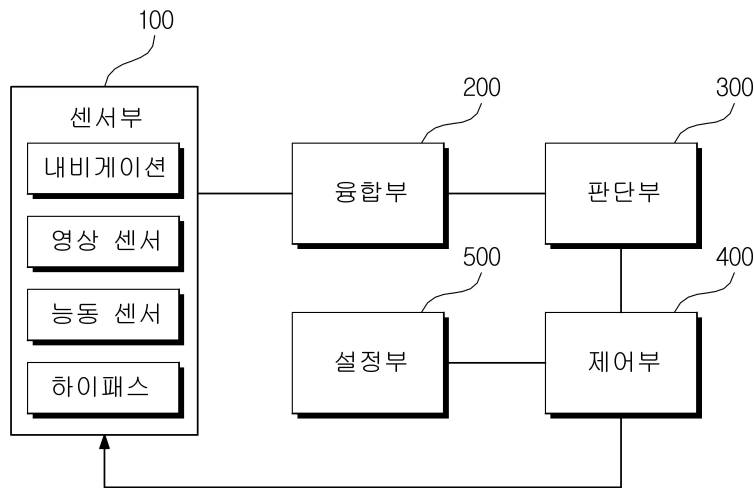 100
센서부
내비게이션
영상 센서
능동 센서
하이패스
200
융합부
300
판단부
500
설정부
400
제어부